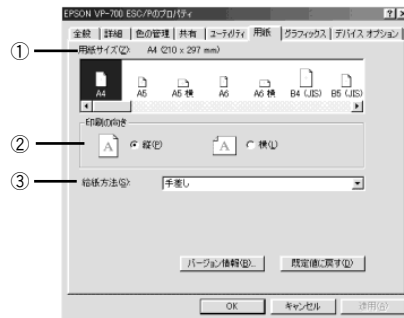 EPSON VP-700 ESC/Pのプロパティ
全般 詳細 色の管理 共有 ユーティリティ 用紙 グラフィックス デバイス オプション
① 用紙サイズ(Z): A4 (210 x 297 mm)
A4 A5 A5 横 A6 A6 横 B4 (JIS) B5 (JIS)
印刷の向き
② A 縦(P) A 横(L)
③ 給紙方法(S): 手差し
バージョン情報(B)... 既定値に戻す(D)
OK キャンセル 適用(A)